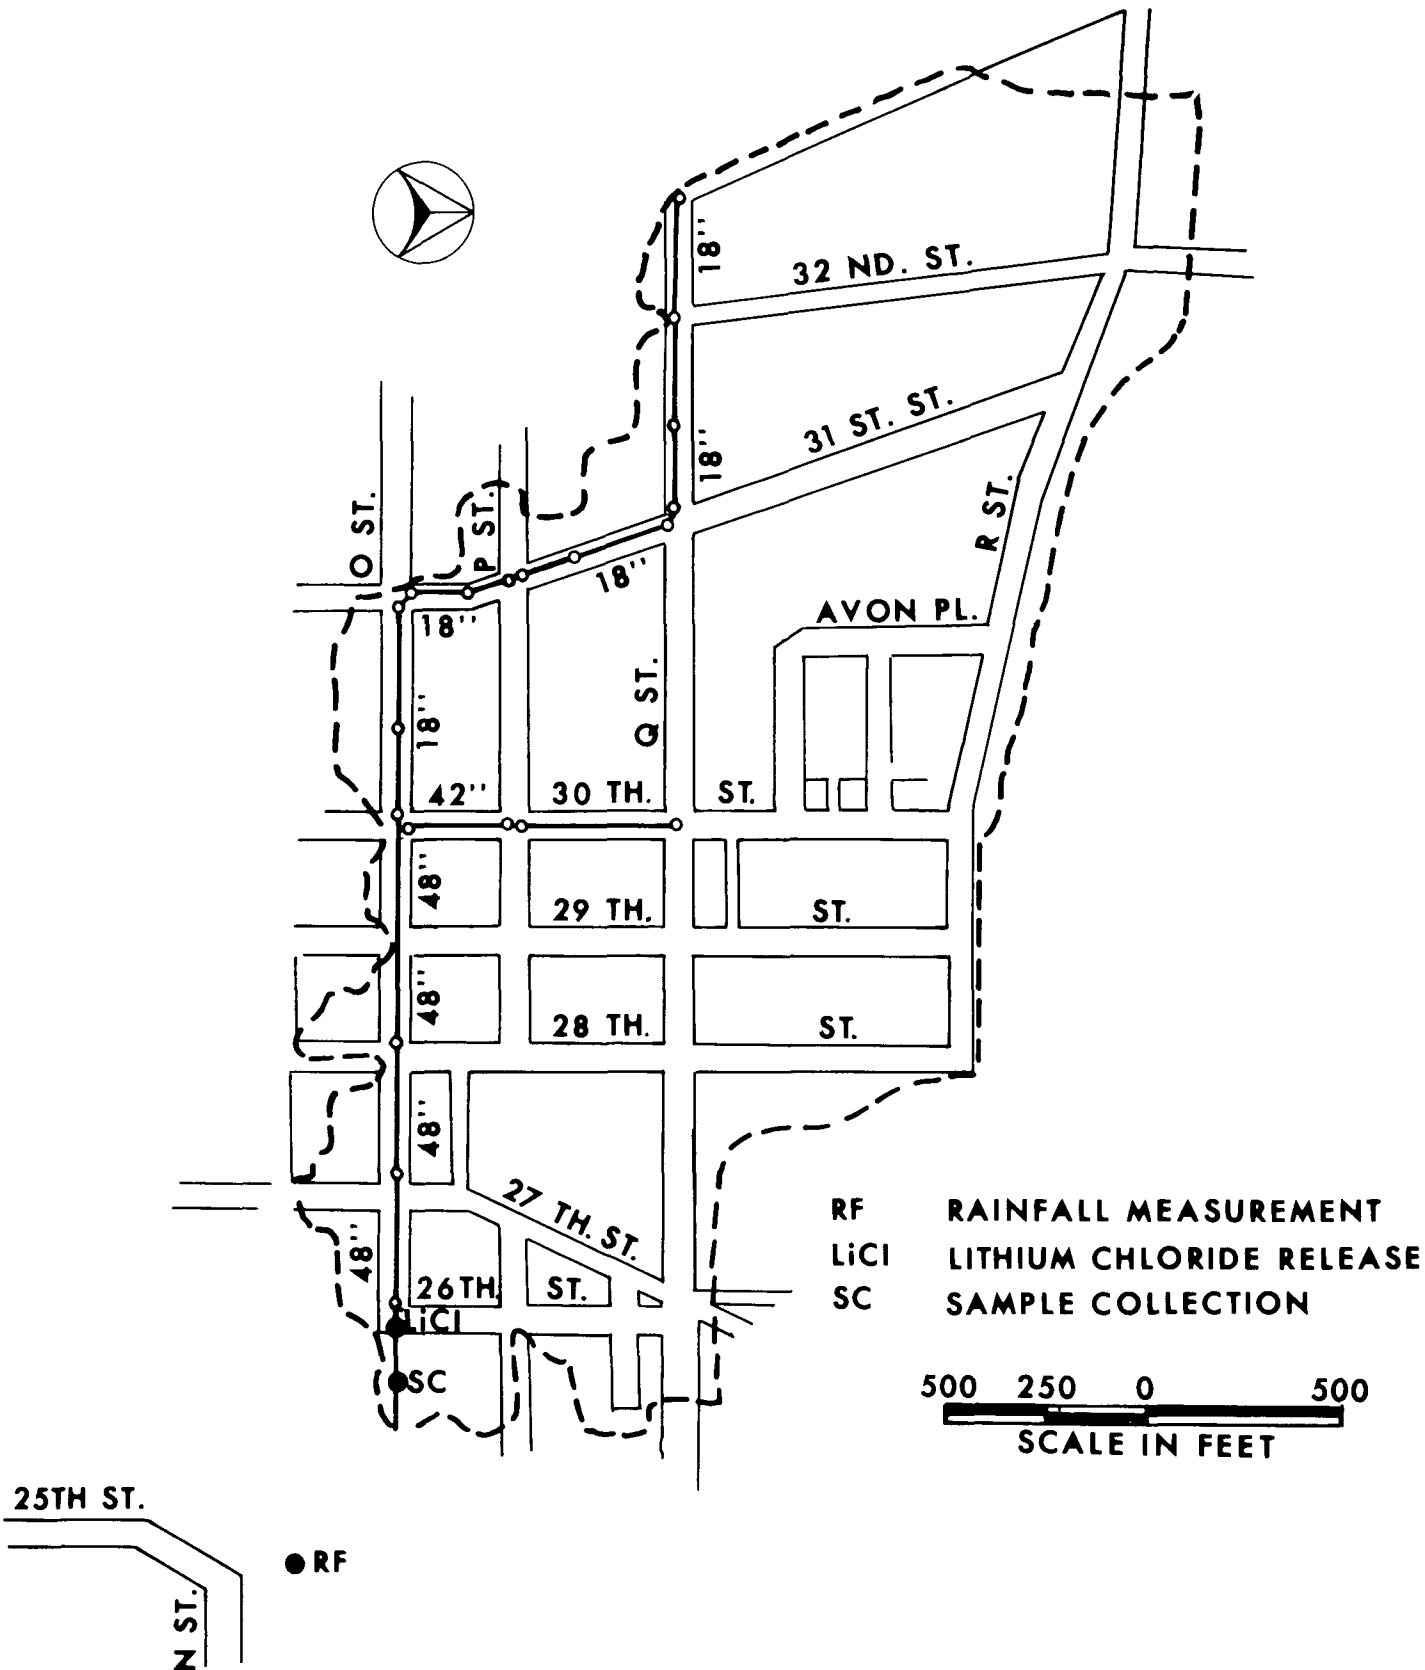 18''
32 ND. ST.
31 ST. ST.
18''
O ST.
P ST.
R ST.
18''
AVON PL.
18''
Q ST.
18''
42''
30 TH. ST.
48''
29 TH. ST.
48''
28 TH. ST.
48''
27 TH. ST.
RF RAINFALL MEASUREMENT
LiCl LITHIUM CHLORIDE RELEASE
SC SAMPLE COLLECTION
48''
26 TH. ST.
LiCl
SC
500 250 0 500
SCALE IN FEET
25TH ST.
RF
N ST.